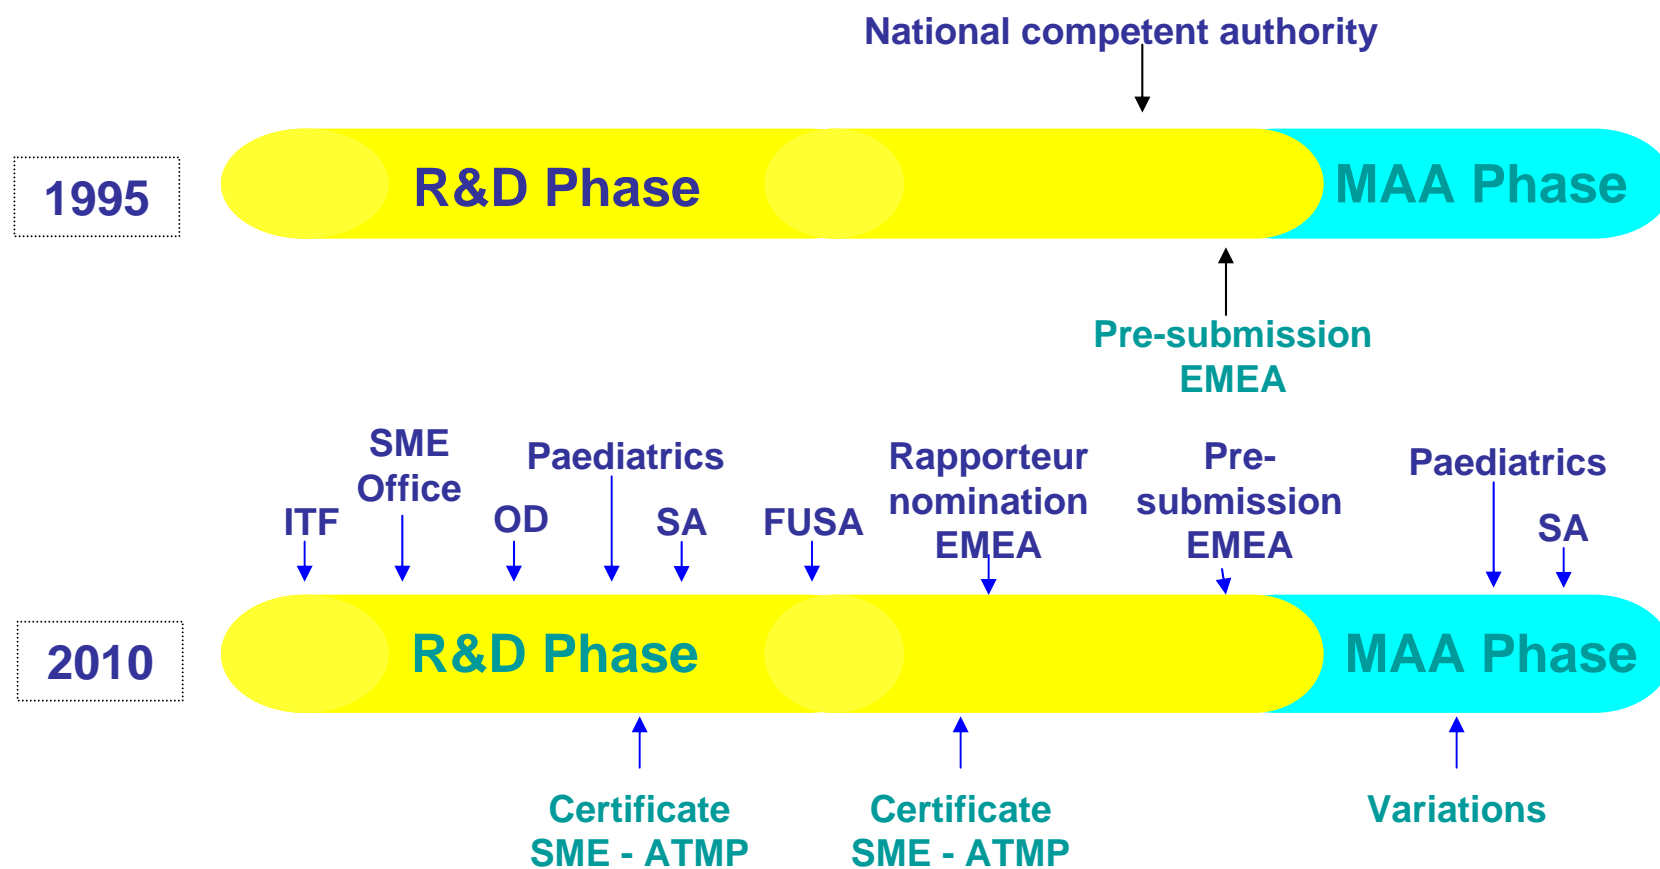 National competent authority
1995
R&D Phase
MAA Phase
Pre-submission
EMEA
SME
Office
ITF
OD
Paediatrics
SA
FUSA
Rapporteur
nomination
EMEA
Pre-
submission
EMEA
Paediatrics
SA
2010
R&D Phase
MAA Phase
Certificate
SME - ATMP
Certificate
SME - ATMP
Variations